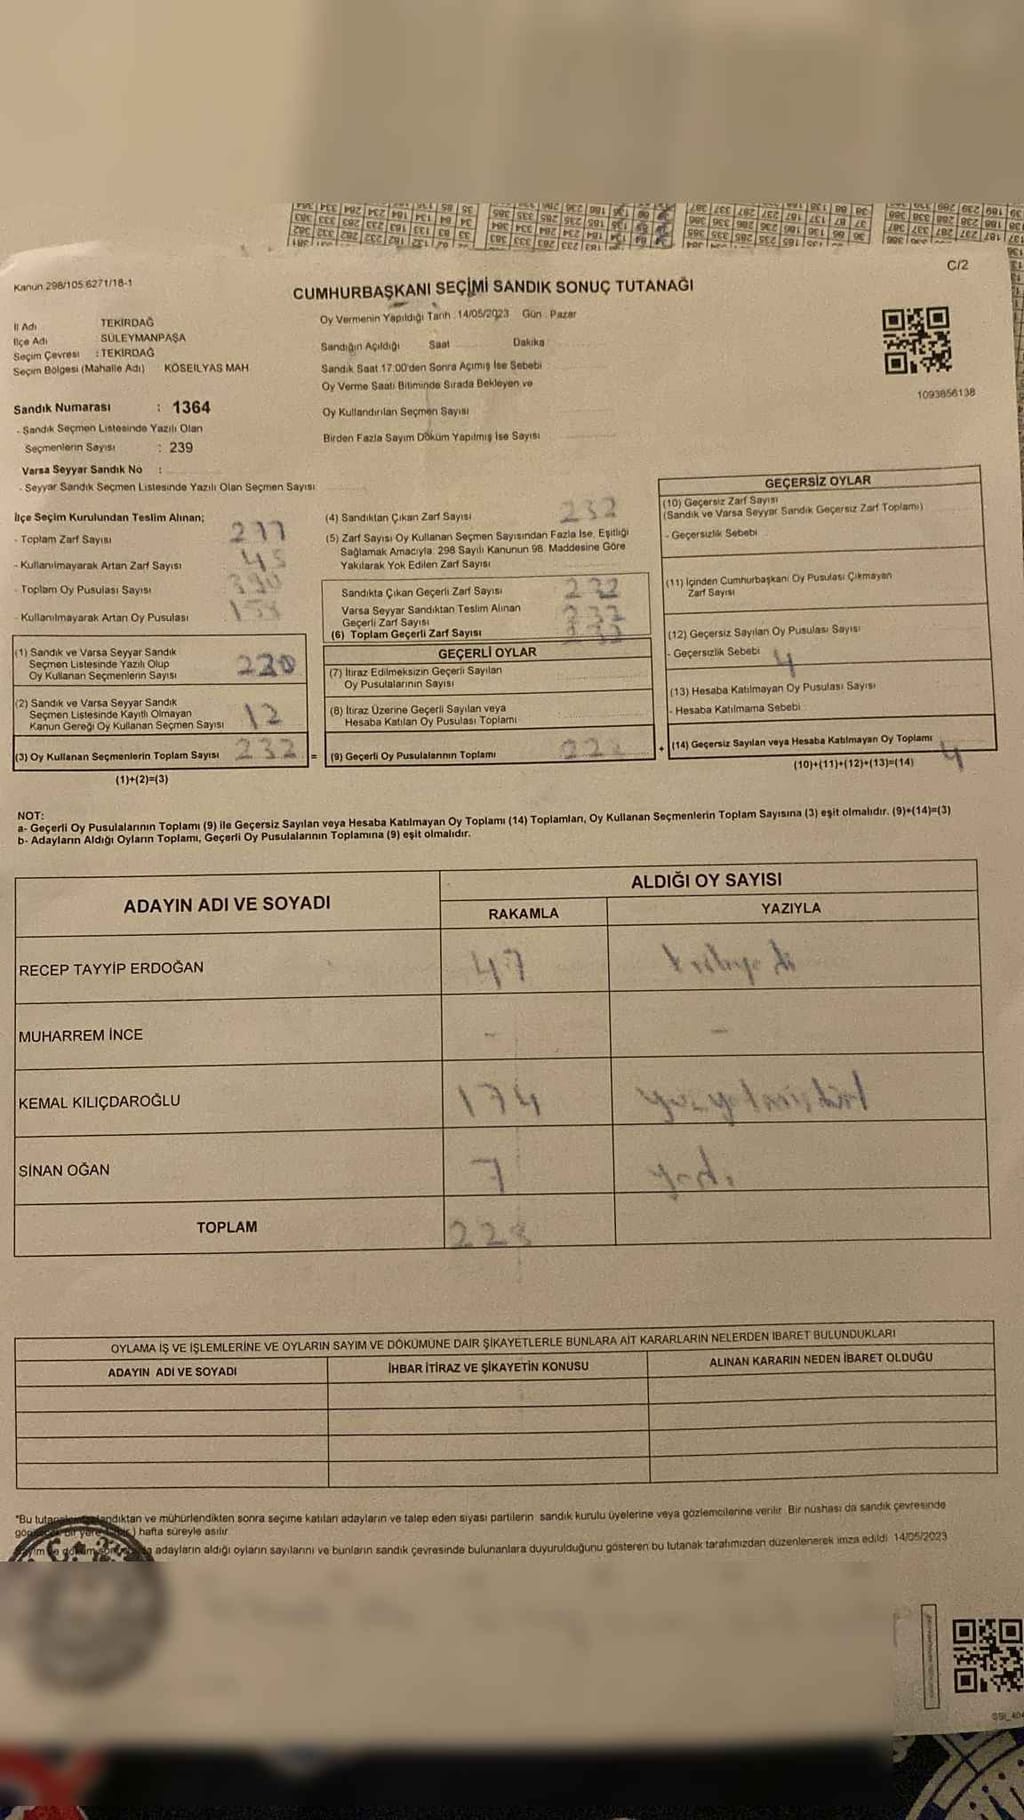 C/2
Kanun 298/105 6271/18-1
CUMHURBAŞKANI SEÇİMİ SANDIK SONUÇ TUTANAĞI
İl Adı TEKİRDAĞ
İlçe Adı SÜLEYMANPAŞA
Seçim Çevresi : TEKİRDAĞ
Seçim Bölgesi (Mahalle Adı) KÖSEILYAS MAH
Sandık Numarası : 1364
- Sandık Seçmen Listesinde Yazılı Olan
Seçmenlerin Sayısı : 239
Varsa Seyyar Sandık No :
- Seyyar Sandık Seçmen Listesinde Yazılı Olan Seçmen Sayısı
Oy Vermenin Yapıldığı Tarih 14/05/2023 Gün Pazar
Sandığın Açıldığı Saat Dakika
Sandık Saat 17:00'den Sonra Açımış İse Sebebi
Oy Verme Saati Bitiminde Sırada Bekleyen ve
Oy Kullandırılan Seçmen Sayısı
Birden Fazla Sayım Döküm Yapılmış İse Sayısı
1093856138
İlçe Seçim Kurulundan Teslim Alınan;
- Toplam Zarf Sayısı
- Kullanılmayarak Artan Zarf Sayısı 45
- Toplam Oy Pusulası Sayısı
- Kullanılmayarak Artan Oy Pusulası
(1) Sandık ve Varsa Seyyar Sandık
Seçmen Listesinde Yazılı Olup
Oy Kullanan Seçmenlerin Sayısı 220
(2) Sandık ve Varsa Seyyar Sandık
Seçmen Listesinde Kayıtlı Olmayan
Kanun Gereği Oy Kullanan Seçmen Sayısı 12
(3) Oy Kullanan Seçmenlerin Toplam Sayısı 232 =
(1)+(2)=(3)
(4) Sandıktan Çıkan Zarf Sayısı 232
(5) Zarf Sayısı Oy Kullanan Seçmen Sayısından Fazla Ise, Eşitliği
Sağlamak Amacıyla 298 Sayılı Kanunun 98. Maddesine Göre
Yakılarak Yok Edilen Zarf Sayısı
Sandıkta Çıkan Geçerli Zarf Sayısı 232
Varsa Seyyar Sandıktan Teslim Alınan
Geçerli Zarf Sayısı
(6) Toplam Geçerli Zarf Sayısı
GEÇERLİ OYLAR
(7) İtiraz Edilmeksizin Geçerli Sayılan
Oy Pusulalarının Sayısı
(8) İtiraz Üzerine Geçerli Sayılan veya
Hesaba Katılan Oy Pusulası Toplamı
(9) Geçerli Oy Pusulalarının Toplamı +
GEÇERSİZ OYLAR
(10) Geçersiz Zarf Sayısı
(Sandık ve Varsa Seyyar Sandık Geçersiz Zarf Toplamı)
- Geçersizlik Sebebi
(11) İçinden Cumhurbaşkanı Oy Pusulası Çıkmayan
Zarf Sayısı
(12) Geçersiz Sayılan Oy Pusulası Sayısı
- Geçersizlik Sebebi 4
(13) Hesaba Katılmayan Oy Pusulası Sayısı
- Hesaba Katılmama Sebebi
(14) Geçersiz Sayılan veya Hesaba Katılmayan Oy Toplamı 4
(10)+(11)+(12)+(13)=(14)
NOT:
a- Geçerli Oy Pusulalarının Toplamı (9) ile Geçersiz Sayılan veya Hesaba Katılmayan Oy Toplamı (14) Toplamları, Oy Kullanan Seçmenlerin Toplam Sayısına (3) eşit olmalıdır. (9)+(14)=(3)
b- Adayların Aldığı Oyların Toplamı, Geçerli Oy Pusulalarının Toplamına (9) eşit olmalıdır.
ADAYIN ADI VE SOYADI
ALDIĞI OY SAYISI
RAKAMLA YAZIYLA
RECEP TAYYİP ERDOĞAN 47
MUHARREM İNCE - -
KEMAL KILIÇDAROĞLU 174
SİNAN OĞAN 7 yedi
TOPLAM 228
OYLAMA İŞ VE İŞLEMLERİNE VE OYLARIN SAYIM VE DÖKÜMÜNE DAİR ŞİKAYETLERLE BUNLARA AİT KARARLARIN NELERDEN İBARET BULUNDUKLARI
ADAYIN ADI VE SOYADI İHBAR İTİRAZ VE ŞİKAYETİN KONUSU ALINAN KARARIN NEDEN İBARET OLDUĞU
*Bu ve mühürlendikten sonra seçime katılan adayların ve talep eden siyasi partilerin sandık kurulu üyelerine veya gözlemcilerine verilir. Bir nüshası da sandık çevresinde
hafta süreyle asılır
adayların aldığı oyların sayılarını ve bunların sandık çevresinde bulunanlara duyurulduğunu gösteren bu tutanak tarafımızdan düzenlenerek imza edildi 14/05/2023